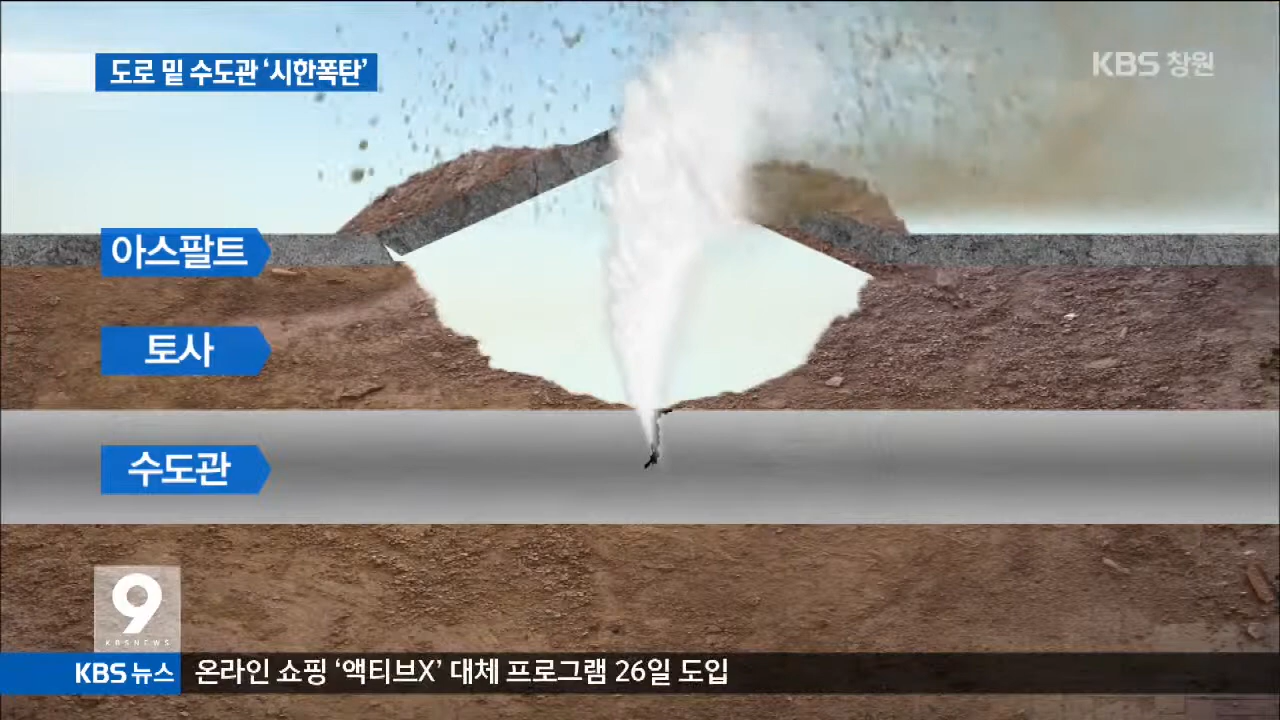 도로 밑 수도관 ‘시한폭탄’
KBS 창원
아스팔트
토사
수도관
9
KBS NEWS
KBS 뉴스
온라인 쇼핑 ‘액티브X’ 대체 프로그램 26일 도입